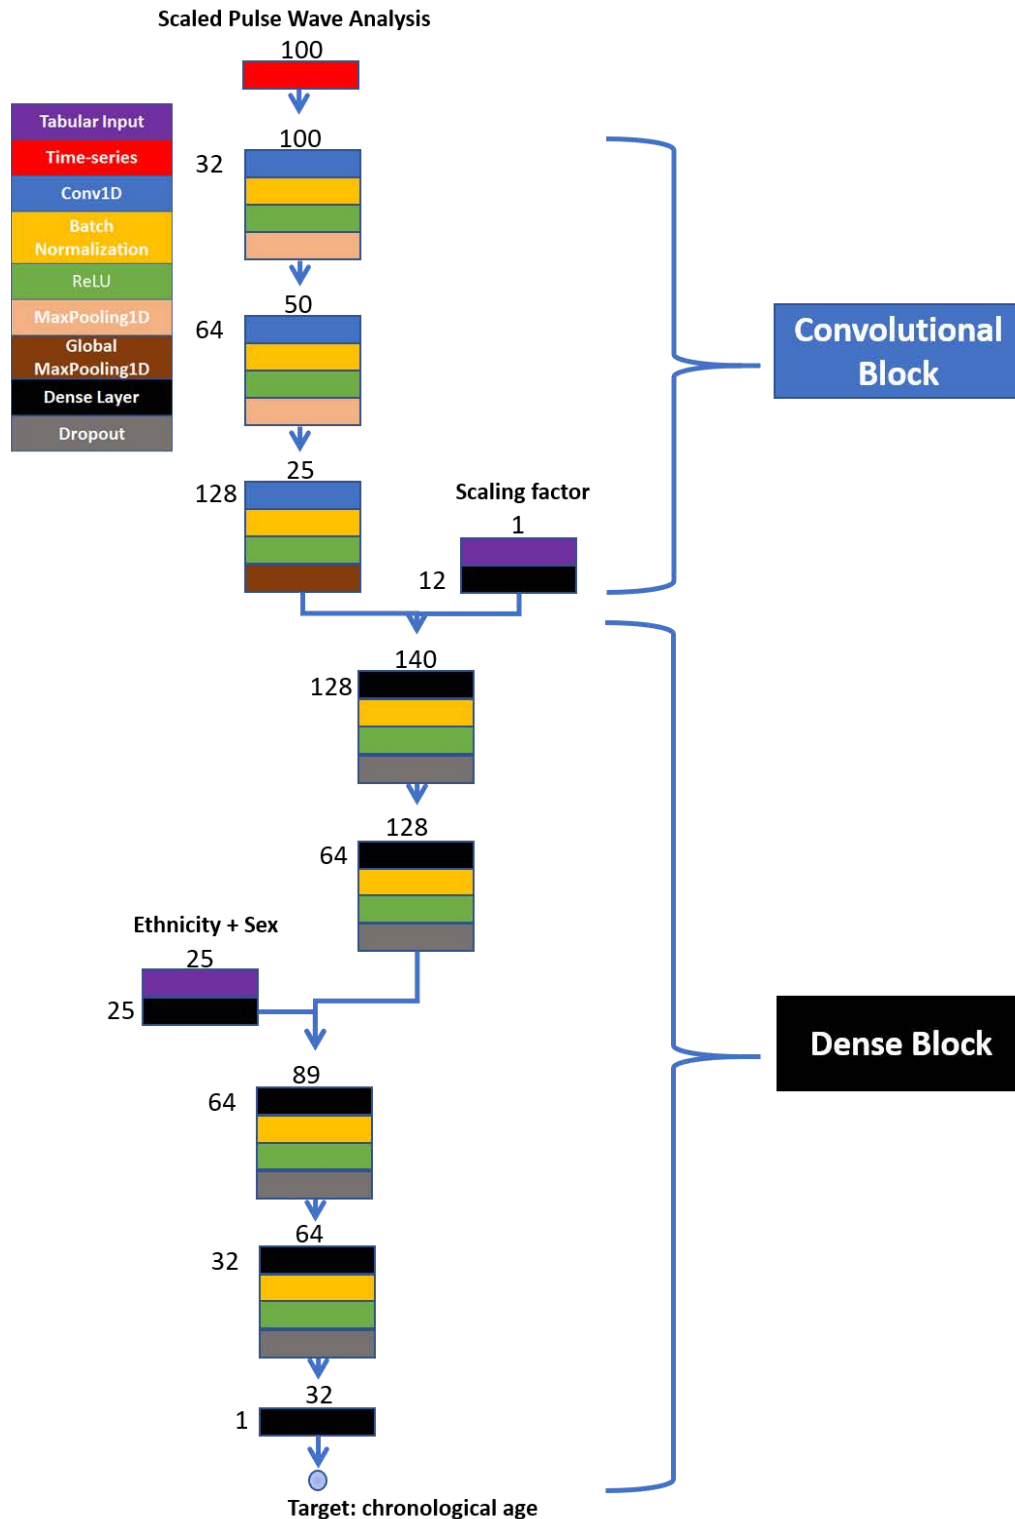 Scaled Pulse Wave Analysis
100
Tabular Input
Time-series
Conv1D
Batch
Normalization
ReLU
MaxPooling1D
Global
MaxPooling1D
Dense Layer
Dropout
100
32
50
64
25
128
Scaling factor
1
12
Convolutional
Block
140
128
128
64
Ethnicity + Sex
25
25
89
64
64
32
32
1
Target: chronological age
Dense Block